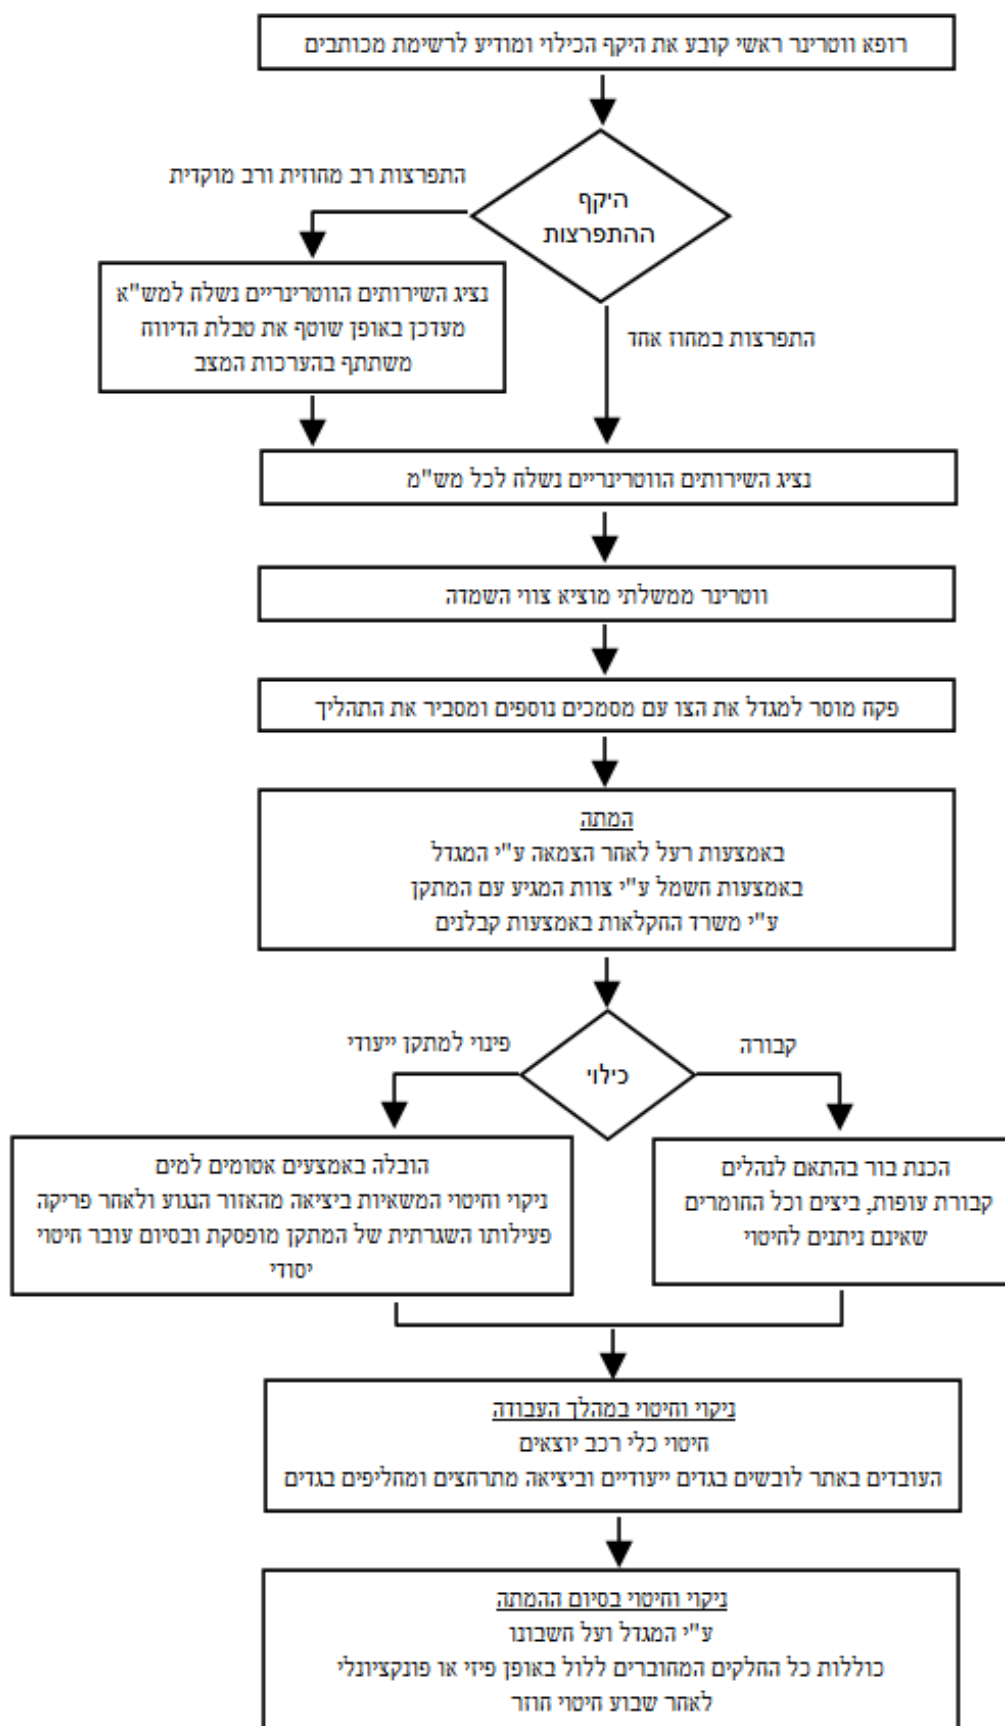 רופא ווטרינר ראשי קובע את היקף הכילוי ומודיע לרשימת מכותבים
התפרצות רב מחוזית ורב מוקדית
היקף
ההתפרצות
נציג השירותים הווטרינריים נשלח למש"א
מעדכן באופן שוטף את טבלת הדיווח
משתתף בהערכות המצב
התפרצות במחוז אחד
נציג השירותים הווטרינריים נשלח לכל מש"מ
ווטרינר ממשלתי מוציא צווי השמדה
פקח מוסר למגדל את הצו עם מסמכים נוספים ומסביר את התהליך
המתה
באמצעות רעל לאחר הצמאה ע"י המגדל
באמצעות חשמל ע"י צוות המגיע עם המתקן
ע"י משרד החקלאות באמצעות קבלנים
כילוי
קבורה
פינוי למתקן ייעודי
הכנת בור בהתאם לנהלים
קבורת עופות, ביצים וכל החומרים
שאינם ניתנים לחיטוי
הובלה באמצעים אטומים למים
ניקוי וחיטוי המשאיות ביציאה מהאזור הנגוע ולאחר פריקה
פעילותו השגרתית של המתקן מופסקת ובסיום עובר חיטוי
יסודי
ניקוי וחיטוי במהלך העבודה
חיטוי כלי רכב יוצאים
העובדים באתר לובשים בגדים ייעודיים וביציאה מתרחצים ומחליפים בגדים
ניקוי וחיטוי בסיום ההמתה
ע"י המגדל ועל חשבונו
כוללות כל החלקים המחוברים ללול באופן פיזי או פונקציונלי
לאחר שבוע חיטוי חוזר